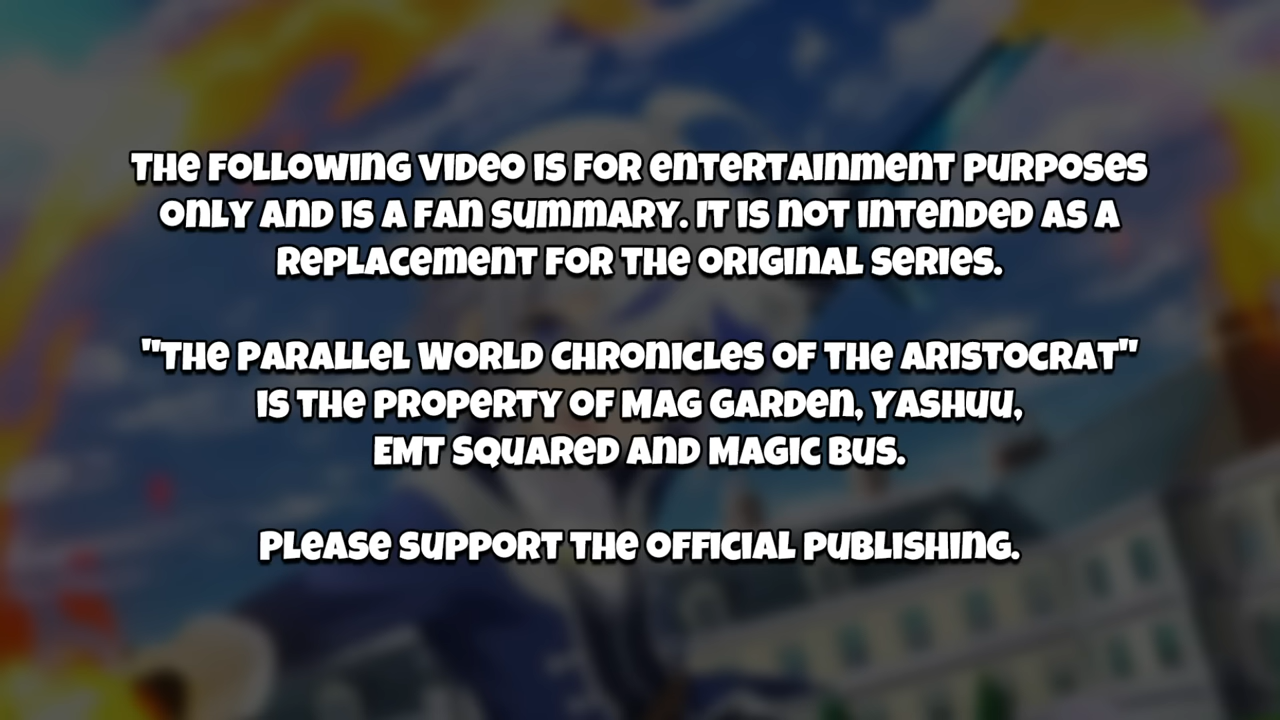 THE FOLLOWING VIDEO IS FOR ENTERTAINMENT PURPOSES
ONLY AND IS A FAN SUMMARY. IT IS NOT INTENDED AS A
REPLACEMENT FOR THE ORIGINAL SERIES.
"THE PARALLEL WORLD CHRONICLES OF THE ARISTOCRAT"
IS THE PROPERTY OF MAG GARDEN, YASHUU,
EMT SQUARED AND MAGIC BUS.
PLEASE SUPPORT THE OFFICIAL PUBLISHING.